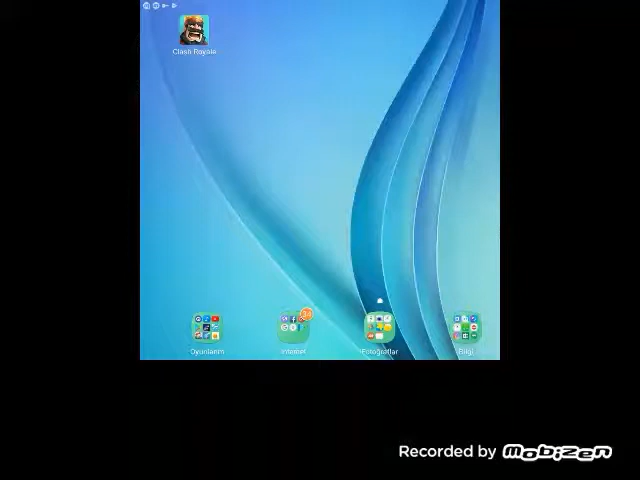 Clash Royale
Oyunlarım
İnternet
Fotoğraflar
Bilgi
Recorded by mobizen